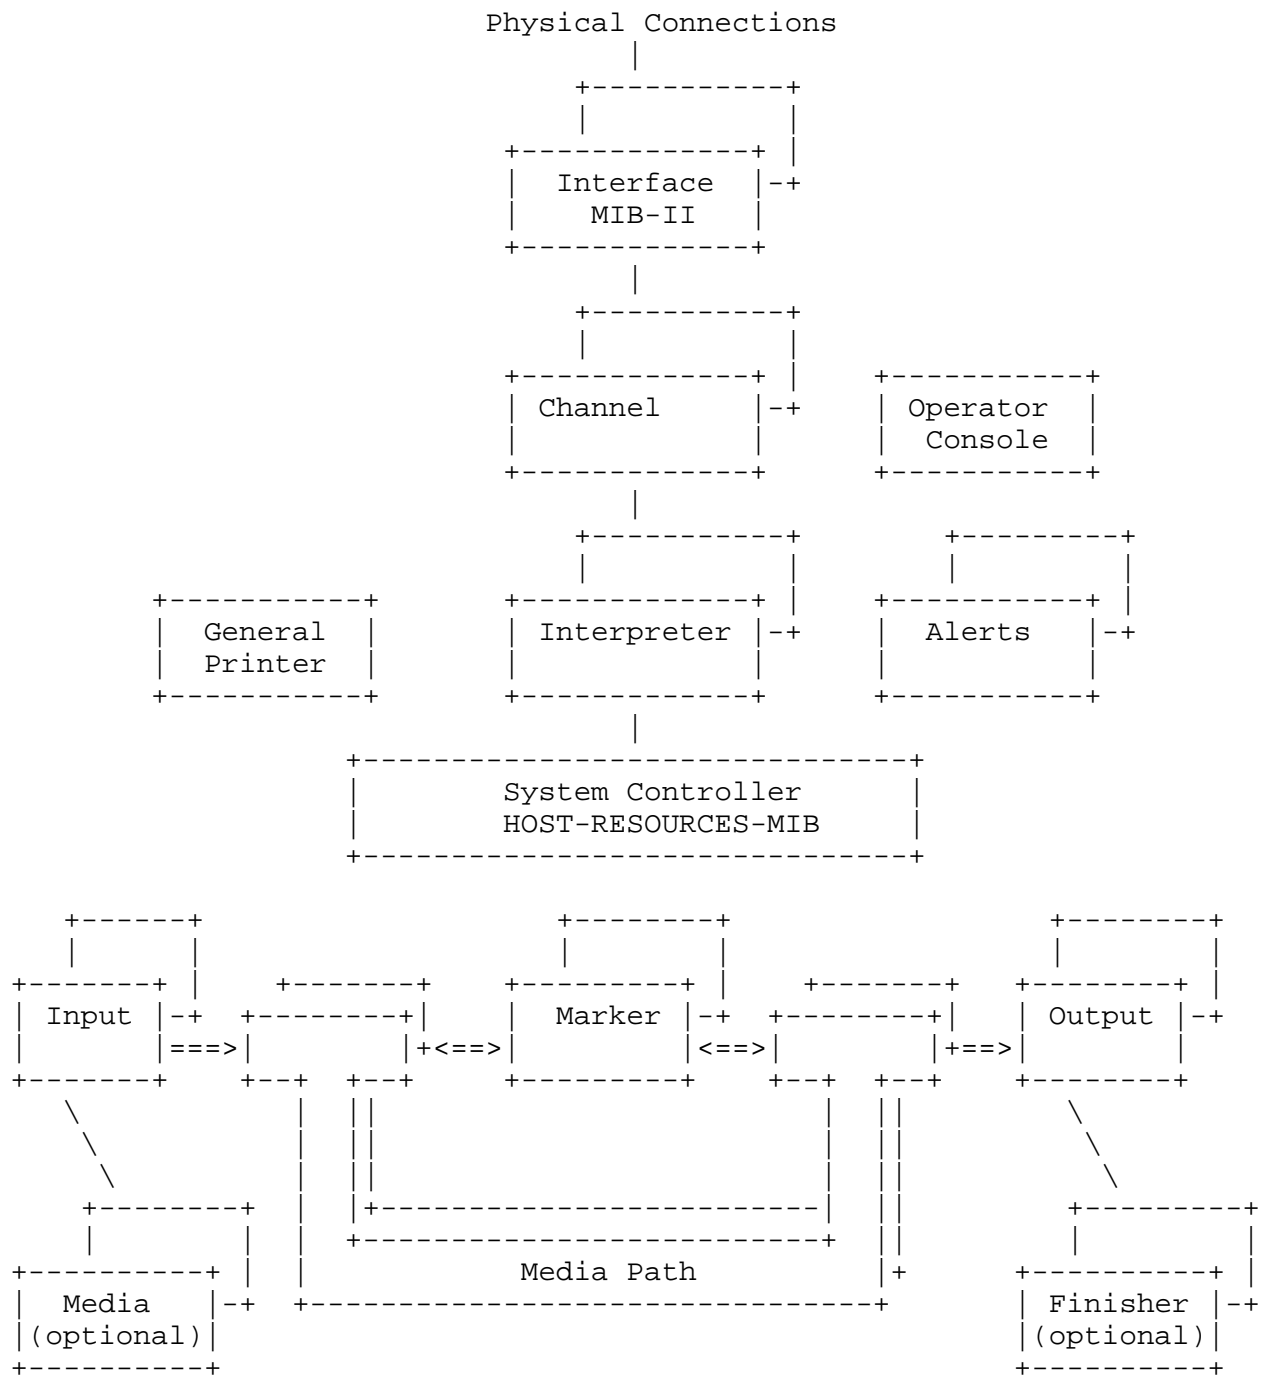 Physical Connections
Interface
MIB-II
Channel
Operator
Console
General
Printer
Interpreter
Alerts
System Controller
HOST-RESOURCES-MIB
Input
Marker
Output
Media Path
Media
(optional)
Finisher
(optional)